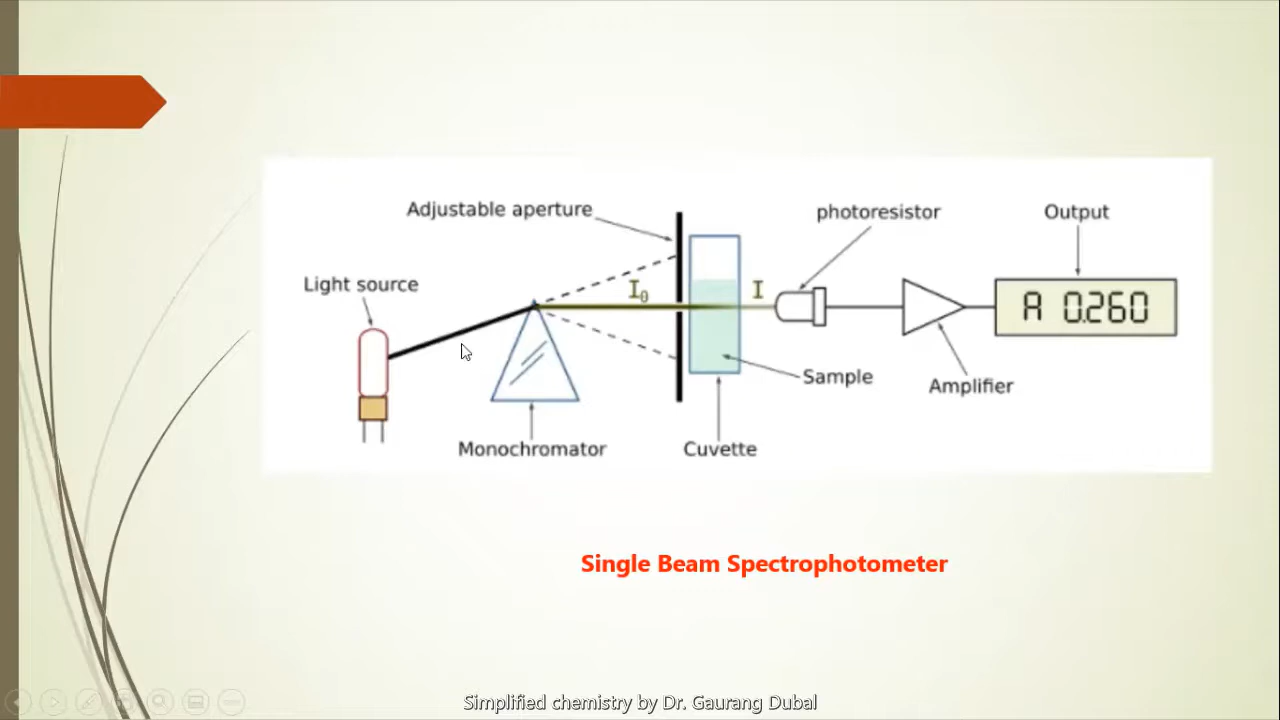 Adjustable aperture
photoresistor
Output
Light source
I₀
I
A 0.260
Sample
Amplifier
Monochromator
Cuvette
Single Beam Spectrophotometer
Simplified chemistry by Dr. Gaurang Dubal